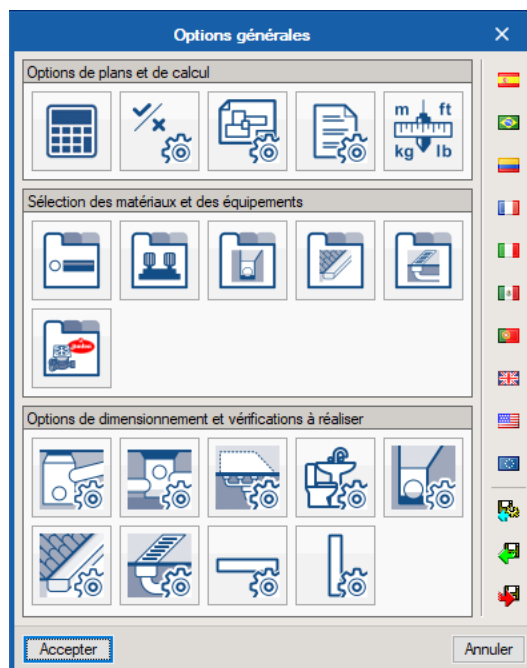 Options générales
Options de plans et de calcul
m ft
kg lb
Sélection des matériaux et des équipements
Options de dimensionnement et vérifications à réaliser
Accepter
Annuler